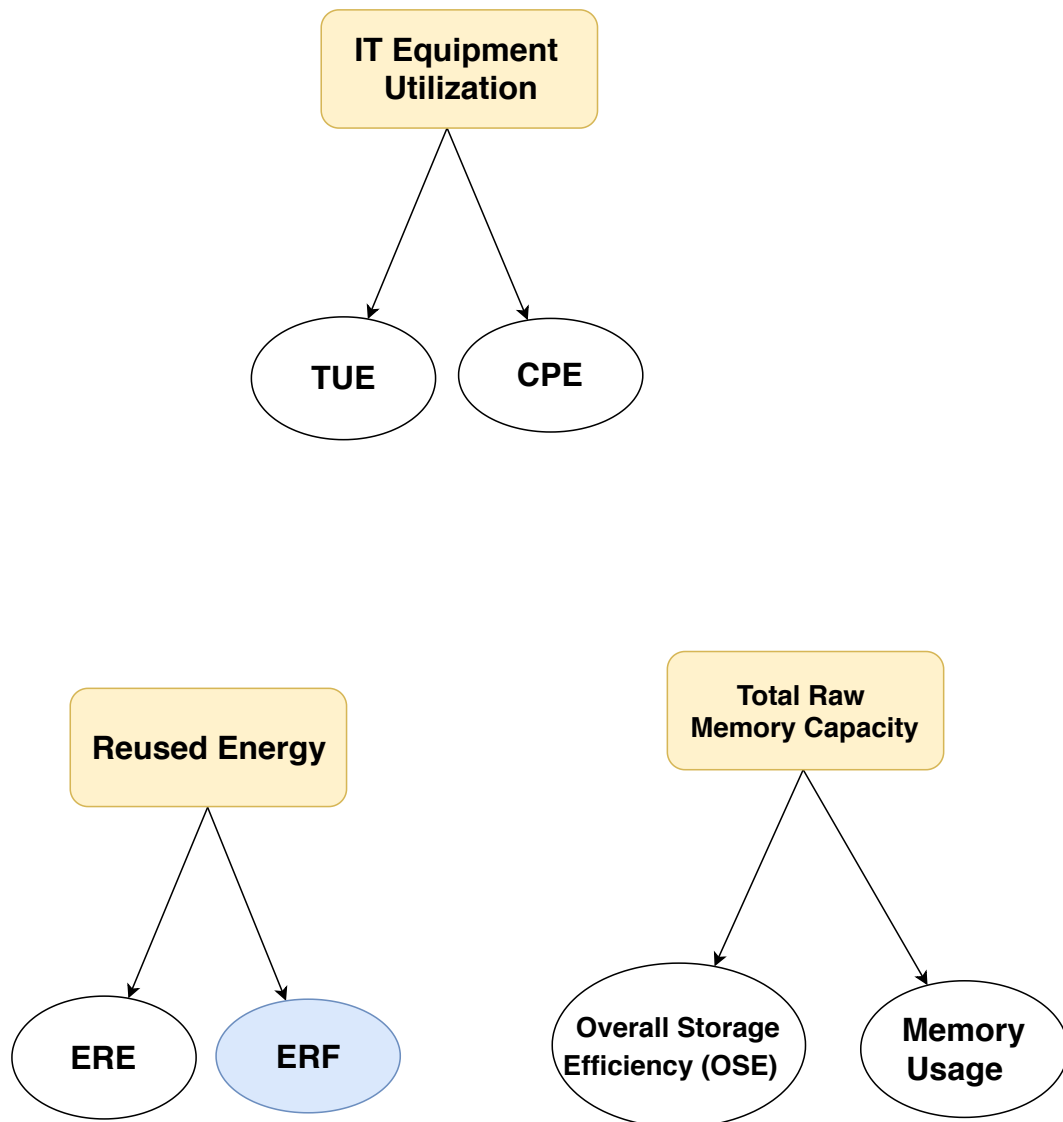 IT Equipment
Utilization
TUE
CPE
Reused Energy
Total Raw
Memory Capacity
ERE
ERF
Overall Storage
Efficiency (OSE)
Memory
Usage